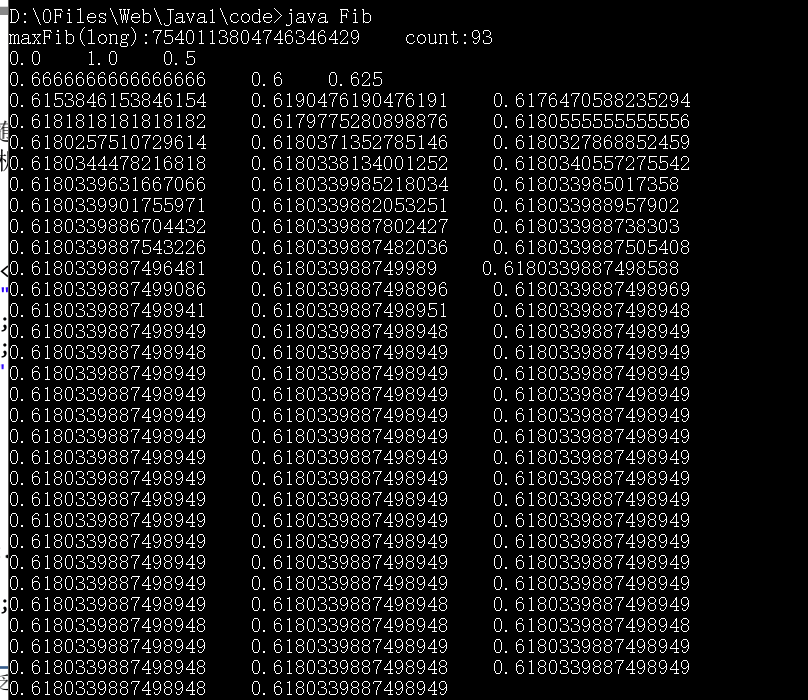 D:\0Files\Web\Java1\code>java Fib
maxFib(long):7540113804746346429    count:93
0.0    1.0    0.5
0.6666666666666666    0.6    0.625
0.6153846153846154    0.6190476190476191    0.6176470588235294
0.6181818181818182    0.6179775280898876    0.6180555555555556
0.6180257510729614    0.6180371352785146    0.6180327868852459
0.6180344478216818    0.6180338134001252    0.6180340557275542
0.6180339631667066    0.6180339985218034    0.618033985017358
0.6180339901755971    0.6180339882053251    0.618033988957902
0.6180339886704432    0.6180339887802427    0.618033988738303
0.6180339887543226    0.6180339887482036    0.6180339887505408
0.6180339887496481    0.618033988749989    0.6180339887498588
0.6180339887499086    0.6180339887498896    0.6180339887498969
0.6180339887498941    0.6180339887498951    0.6180339887498948
0.6180339887498949    0.6180339887498948    0.6180339887498949
0.6180339887498948    0.6180339887498949    0.6180339887498949
0.6180339887498949    0.6180339887498949    0.6180339887498949
0.6180339887498949    0.6180339887498949    0.6180339887498949
0.6180339887498949    0.6180339887498949    0.6180339887498949
0.6180339887498949    0.6180339887498949    0.6180339887498949
0.6180339887498949    0.6180339887498949    0.6180339887498949
0.6180339887498949    0.6180339887498949    0.6180339887498949
0.6180339887498949    0.6180339887498949    0.6180339887498949
0.6180339887498949    0.6180339887498949    0.6180339887498949
0.6180339887498949    0.6180339887498949    0.6180339887498949
0.6180339887498949    0.6180339887498949    0.6180339887498949
0.6180339887498949    0.6180339887498948    0.6180339887498949
0.6180339887498948    0.6180339887498948    0.6180339887498948
0.6180339887498949    0.6180339887498949    0.6180339887498949
0.6180339887498948    0.6180339887498948    0.6180339887498949
0.6180339887498948    0.6180339887498949